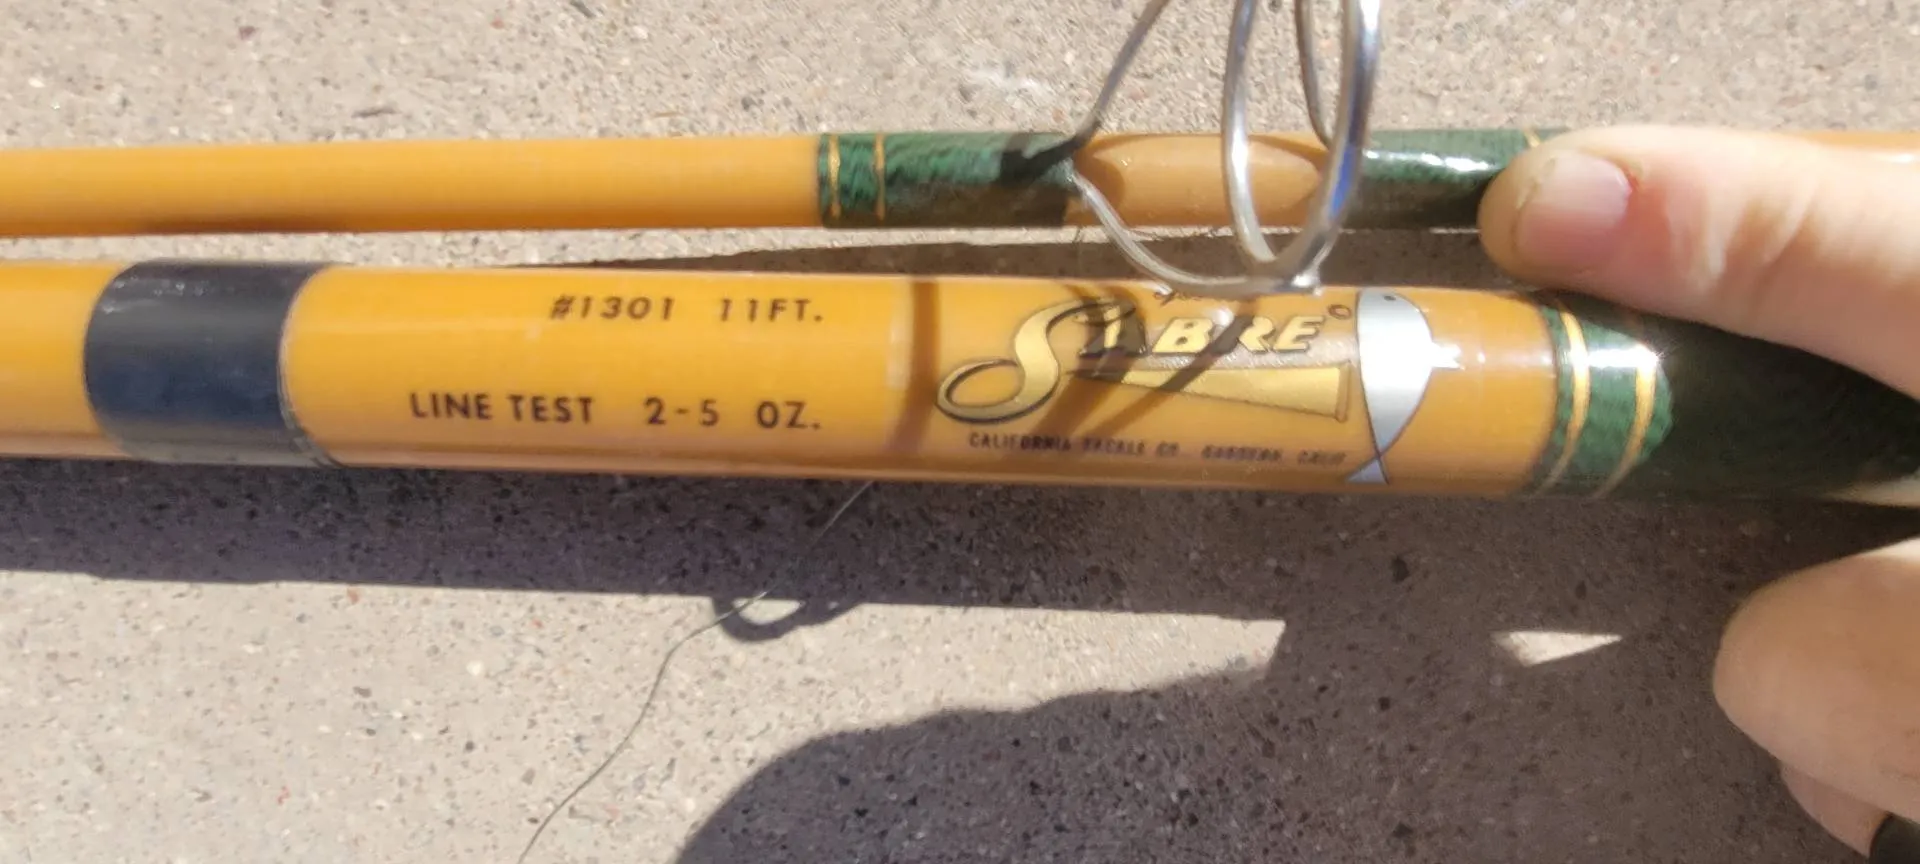 #1301 11FT.
LINE TEST 2-5 OZ.
SABRE
CALIFORNIA TACKLE CO. GARDENA, CALIF